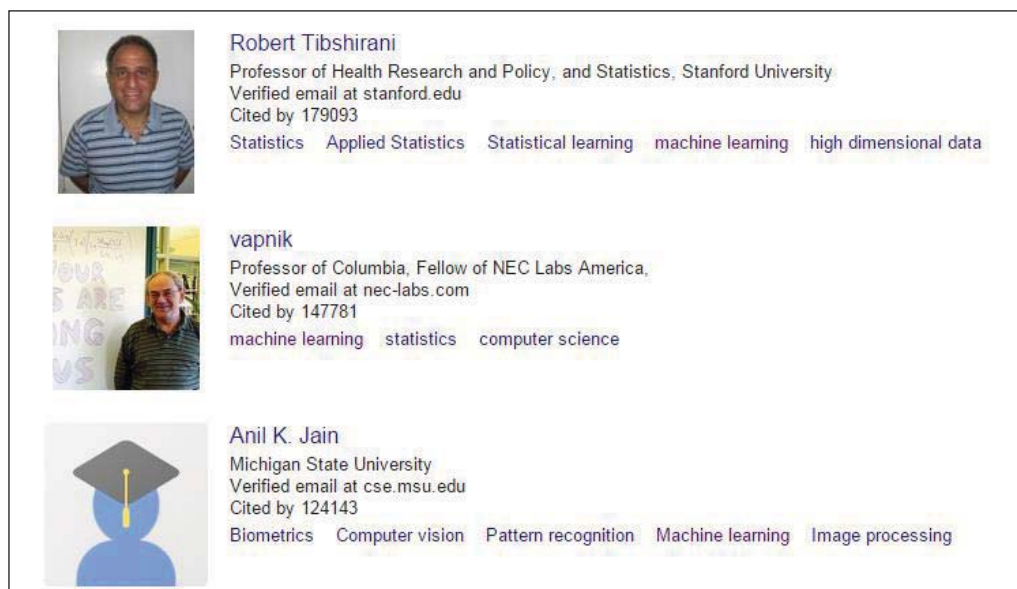 Robert Tibshirani
Professor of Health Research and Policy, and Statistics, Stanford University
Verified email at stanford.edu
Cited by 179093
Statistics Applied Statistics Statistical learning machine learning high dimensional data
vapnik
Professor of Columbia, Fellow of NEC Labs America,
Verified email at nec-labs.com
Cited by 147781
machine learning statistics computer science
YOUR
ARE
US
Anil K. Jain
Michigan State University
Verified email at cse.msu.edu
Cited by 124143
Biometrics Computer vision Pattern recognition Machine learning Image processing